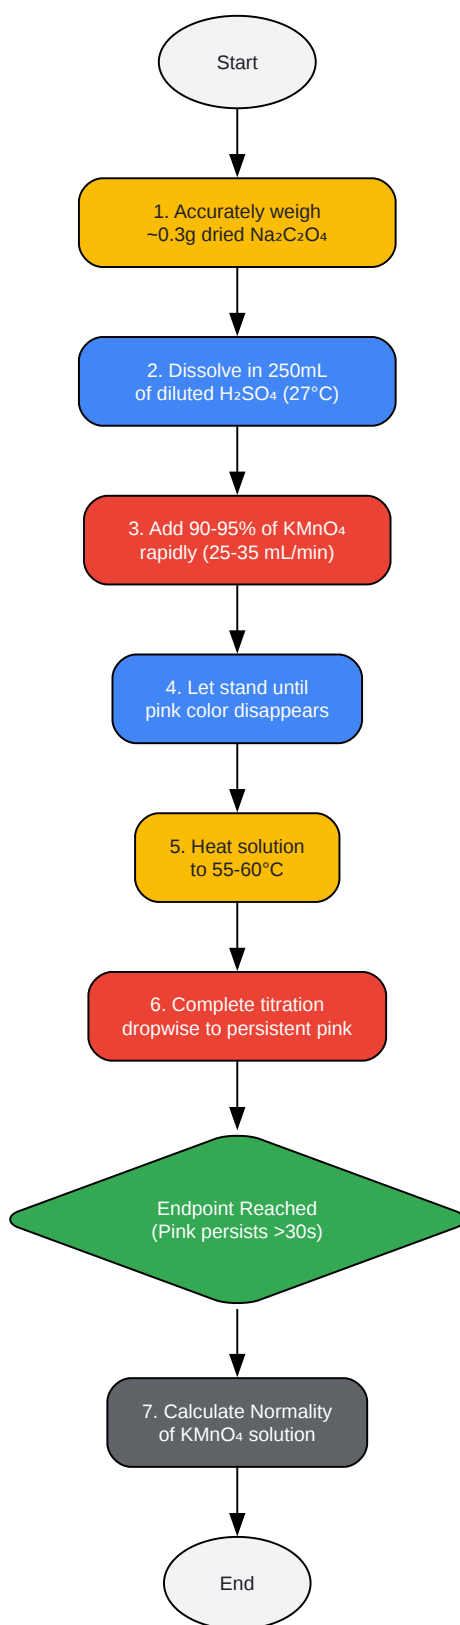 Start
1. Accurately weigh
~0.3g dried Na₂C₂O₄
2. Dissolve in 250mL
of diluted H₂SO₄ (27°C)
3. Add 90-95% of KMnO₄
rapidly (25-35 mL/min)
4. Let stand until
pink color disappears
5. Heat solution
to 55-60°C
6. Complete titration
dropwise to persistent pink
Endpoint Reached
(Pink persists >30s)
7. Calculate Normality
of KMnO₄ solution
End